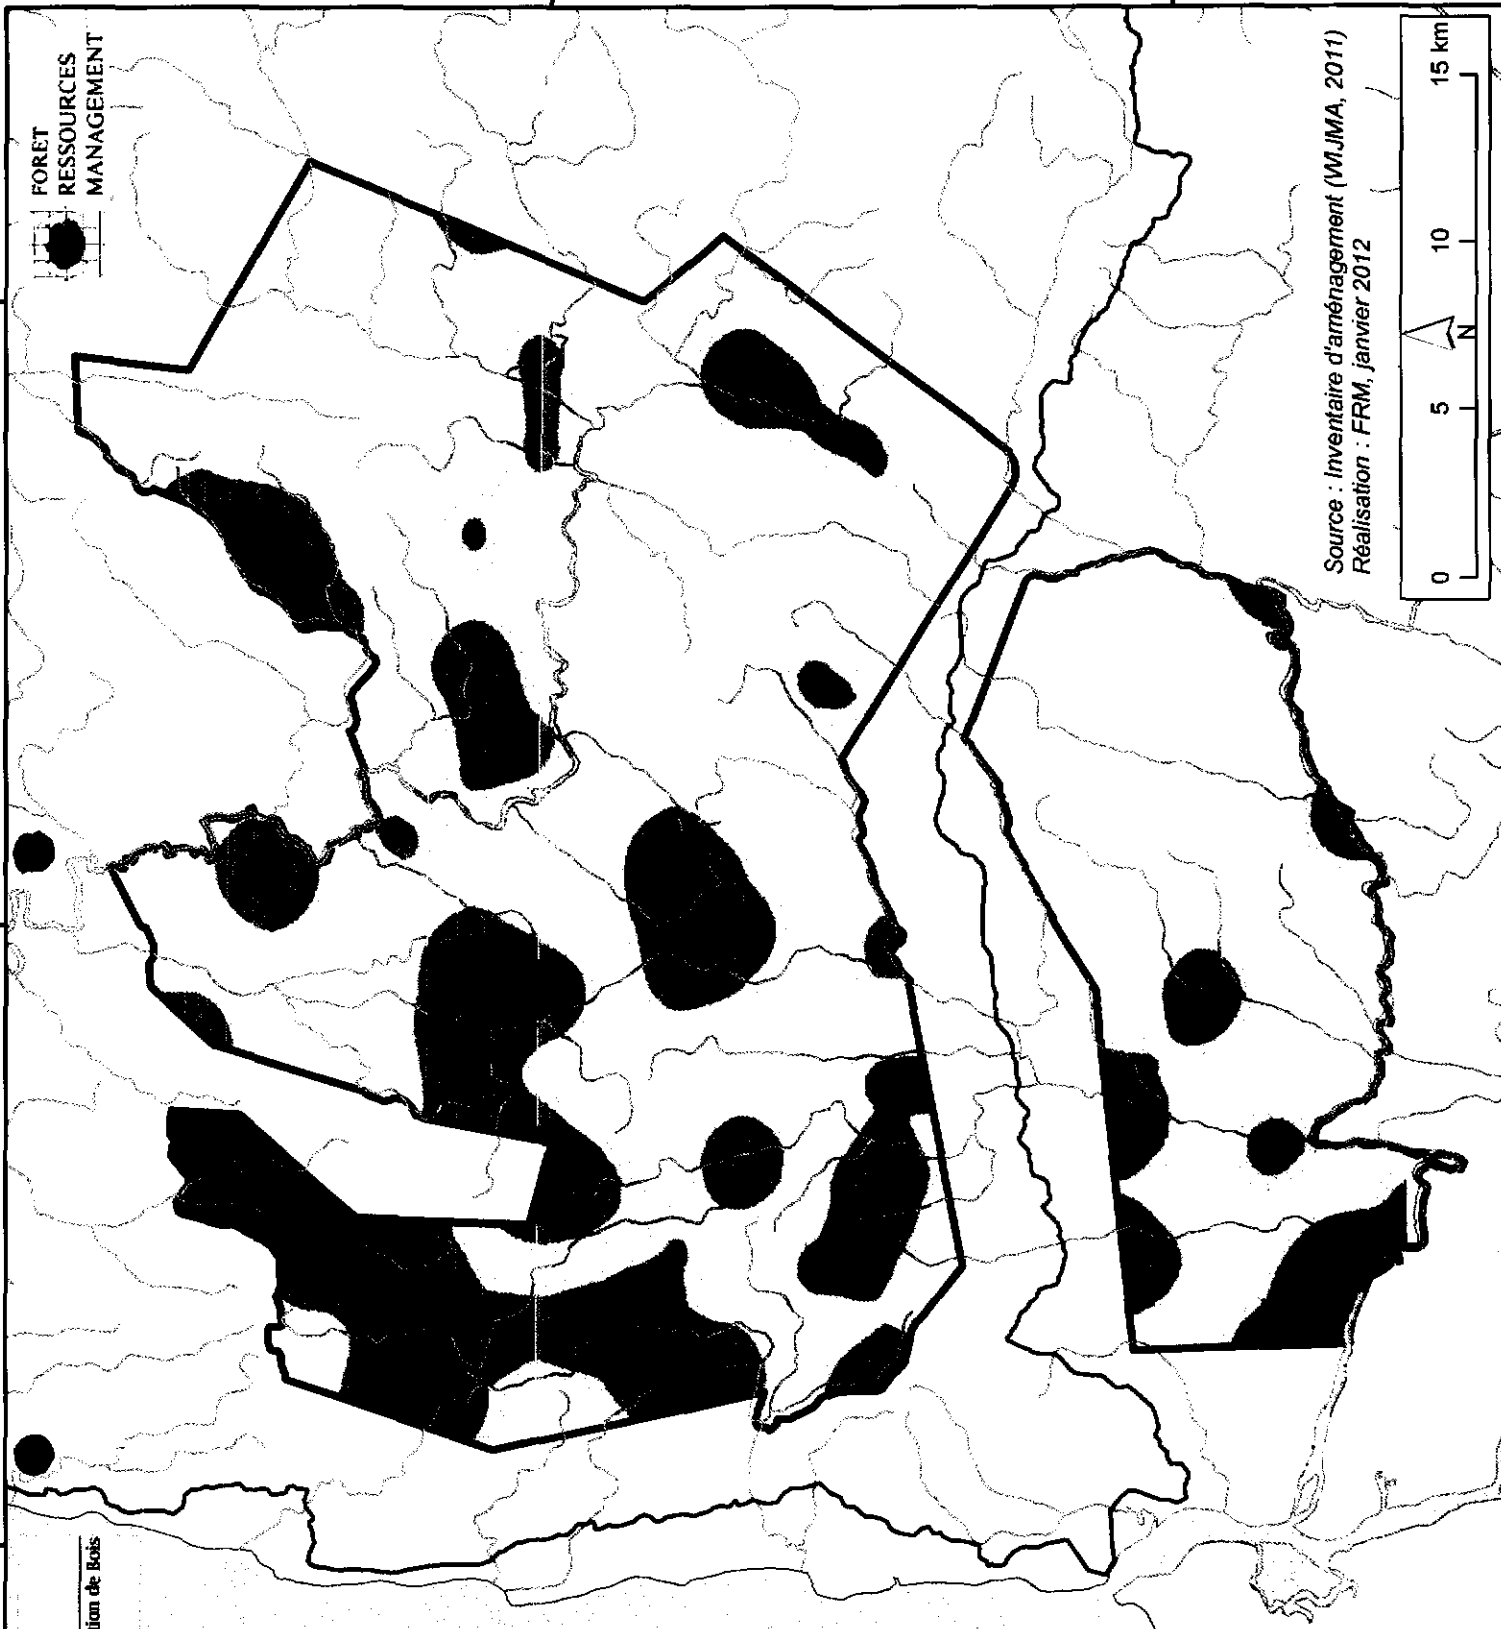 FORET
RESSOURCES
MANAGEMENT
tion de Bois
Source : Inventaire d'aménagement (WIJMA, 2011)
Réalisation : FRM, janvier 2012
0 5 10 15 km
N